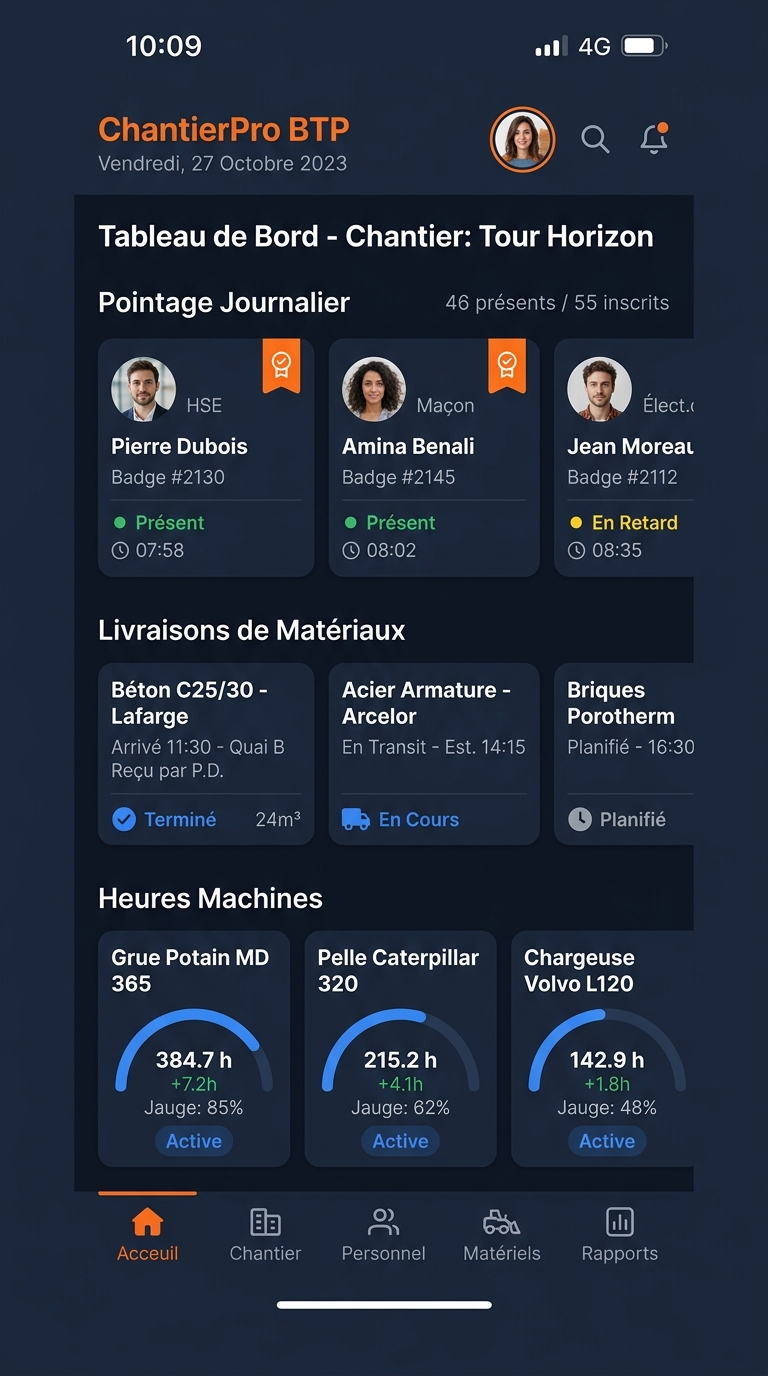 10:09
4G
ChantierPro BTP
Vendredi, 27 Octobre 2023
Tableau de Bord - Chantier: Tour Horizon
Pointage Journalier
46 présents / 55 inscrits
HSE
Pierre Dubois
Badge #2130
Présent
07:58
Maçon
Amina Benali
Badge #2145
Présent
08:02
Élect.
Jean Moreau
Badge #2112
En Retard
08:35
Livraisons de Matériaux
Béton C25/30 -
Lafarge
Arrivé 11:30 - Quai B
Reçu par P.D.
Terminé
24m³
Acier Armature -
Arcelor
En Transit - Est. 14:15
En Cours
Briques
Porotherm
Planifié - 16:30
Planifié
Heures Machines
Grue Potain MD
365
384.7 h
+7.2h
Jauge: 85%
Active
Pelle Caterpillar
320
215.2 h
+4.1h
Jauge: 62%
Active
Chargeuse
Volvo L120
142.9 h
+1.8h
Jauge: 48%
Active
Acceuil
Chantier
Personnel
Matériels
Rapports